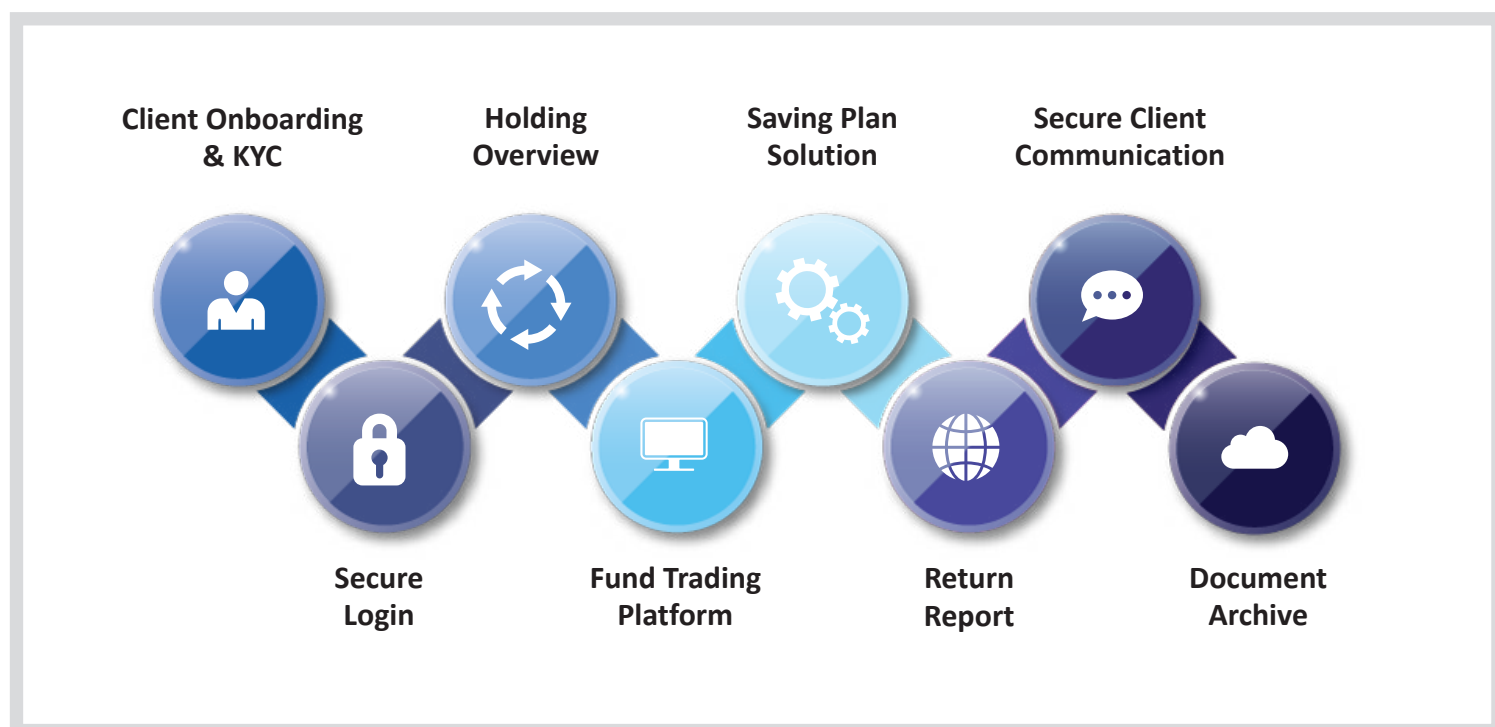 Client Onboarding
& KYC
Holding
Overview
Saving Plan
Solution
Secure Client
Communication
Secure
Login
Fund Trading
Platform
Return
Report
Document
Archive